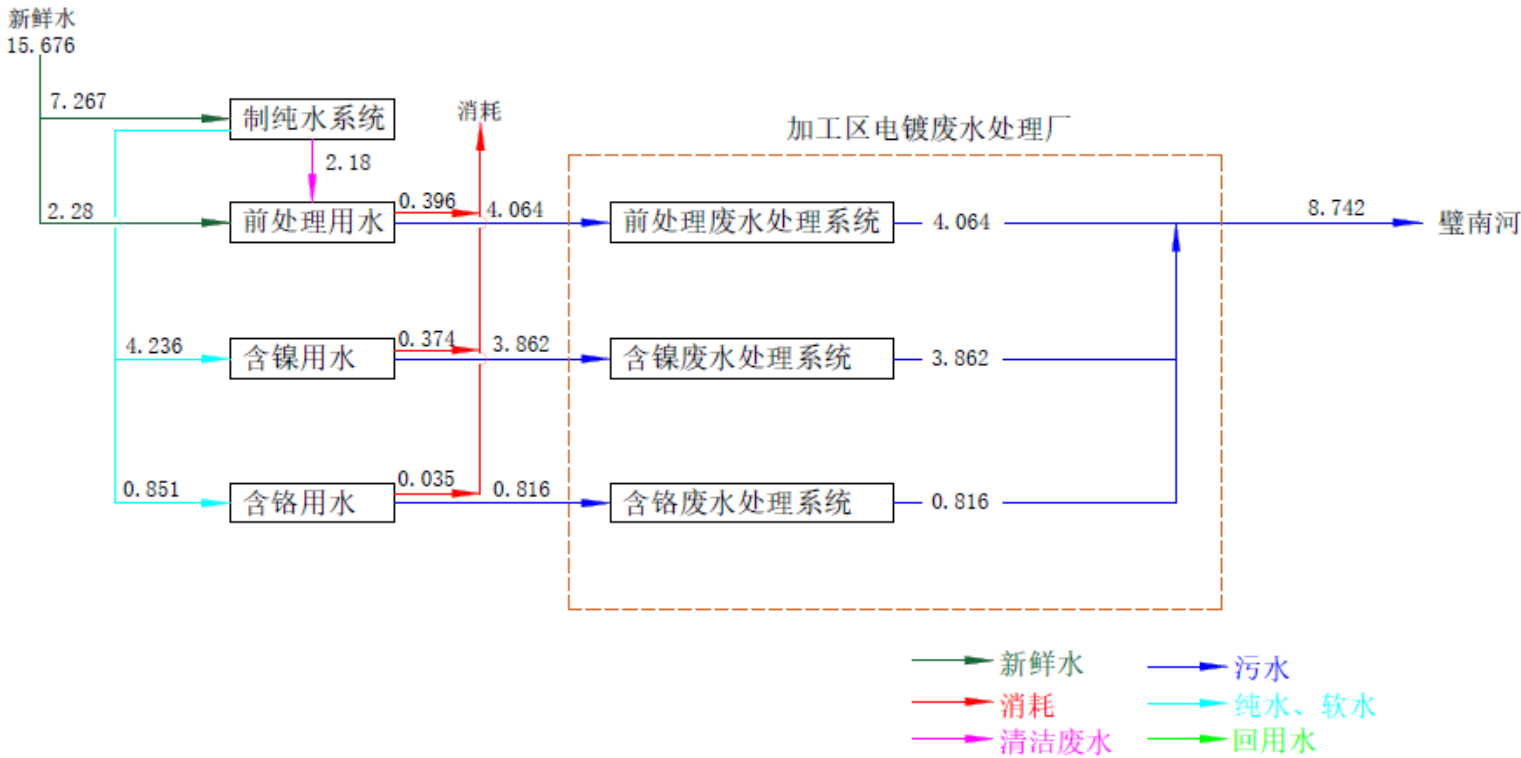 新鲜水
15.676
7.267
制纯水系统
消耗
加工区电镀废水处理厂
2.18
2.28
前处理用水
0.396
4.064
前处理废水处理系统
4.064
8.742
璧南河
4.236
含镍用水
0.374
3.862
含镍废水处理系统
3.862
0.851
含铬用水
0.035
0.816
含铬废水处理系统
0.816
新鲜水
污水
消耗
纯水、软水
清洁废水
回用水